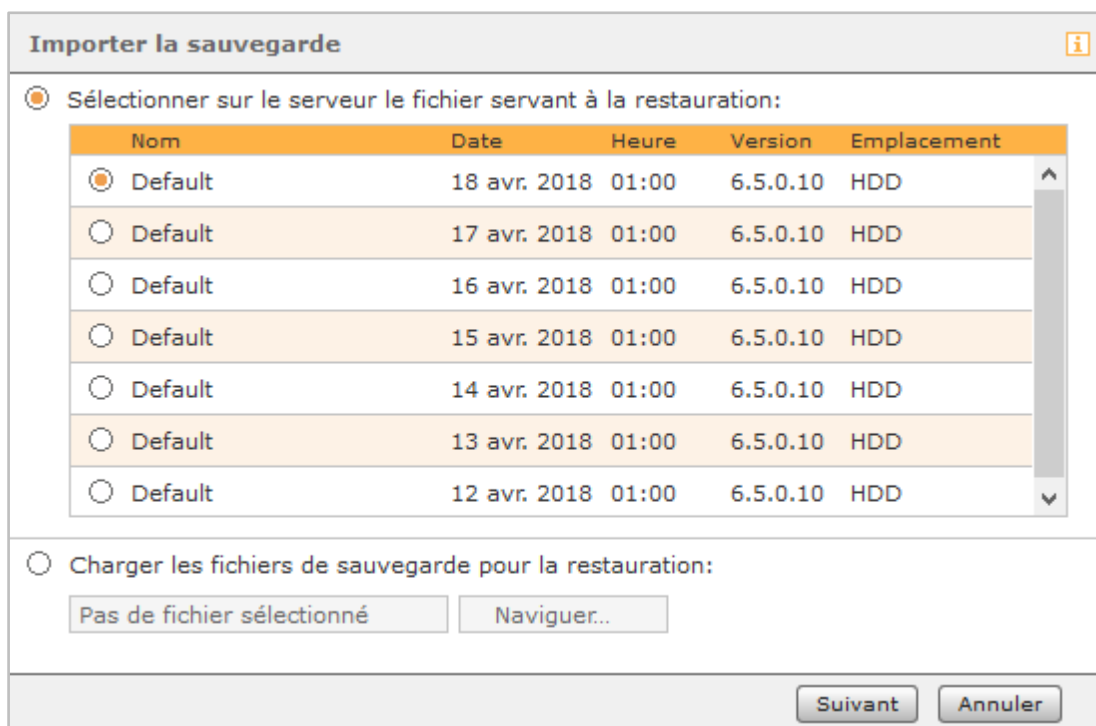 Importer la sauvegarde
Sélectionner sur le serveur le fichier servant à la restauration:
Nom Date Heure Version Emplacement
Default 18 avr. 2018 01:00 6.5.0.10 HDD
Default 17 avr. 2018 01:00 6.5.0.10 HDD
Default 16 avr. 2018 01:00 6.5.0.10 HDD
Default 15 avr. 2018 01:00 6.5.0.10 HDD
Default 14 avr. 2018 01:00 6.5.0.10 HDD
Default 13 avr. 2018 01:00 6.5.0.10 HDD
Default 12 avr. 2018 01:00 6.5.0.10 HDD
Charger les fichiers de sauvegarde pour la restauration:
Pas de fichier sélectionné Naviguer...
Suivant Annuler